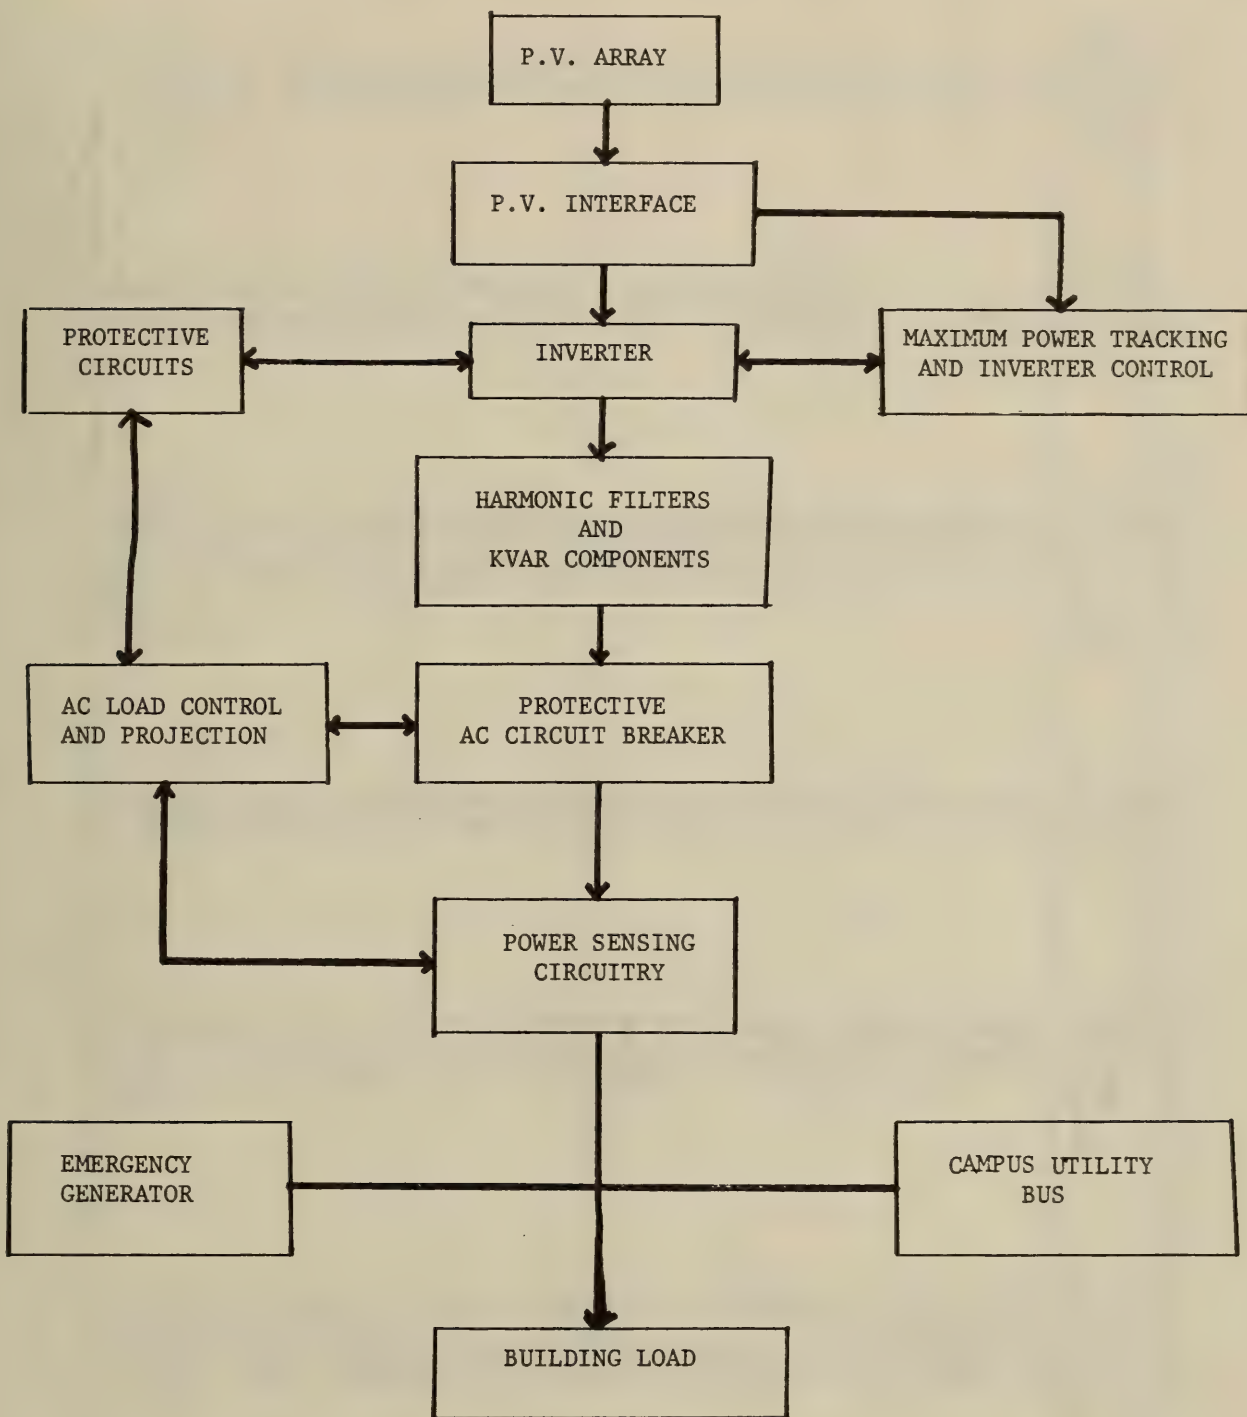 P.V. ARRAY
P.V. INTERFACE
PROTECTIVE
CIRCUITS
INVERTER
MAXIMUM POWER TRACKING
AND INVERTER CONTROL
HARMONIC FILTERS
AND
KVAR COMPONENTS
AC LOAD CONTROL
AND PROJECTION
PROTECTIVE
AC CIRCUIT BREAKER
POWER SENSING
CIRCUITRY
EMERGENCY
GENERATOR
CAMPUS UTILITY
BUS
BUILDING LOAD